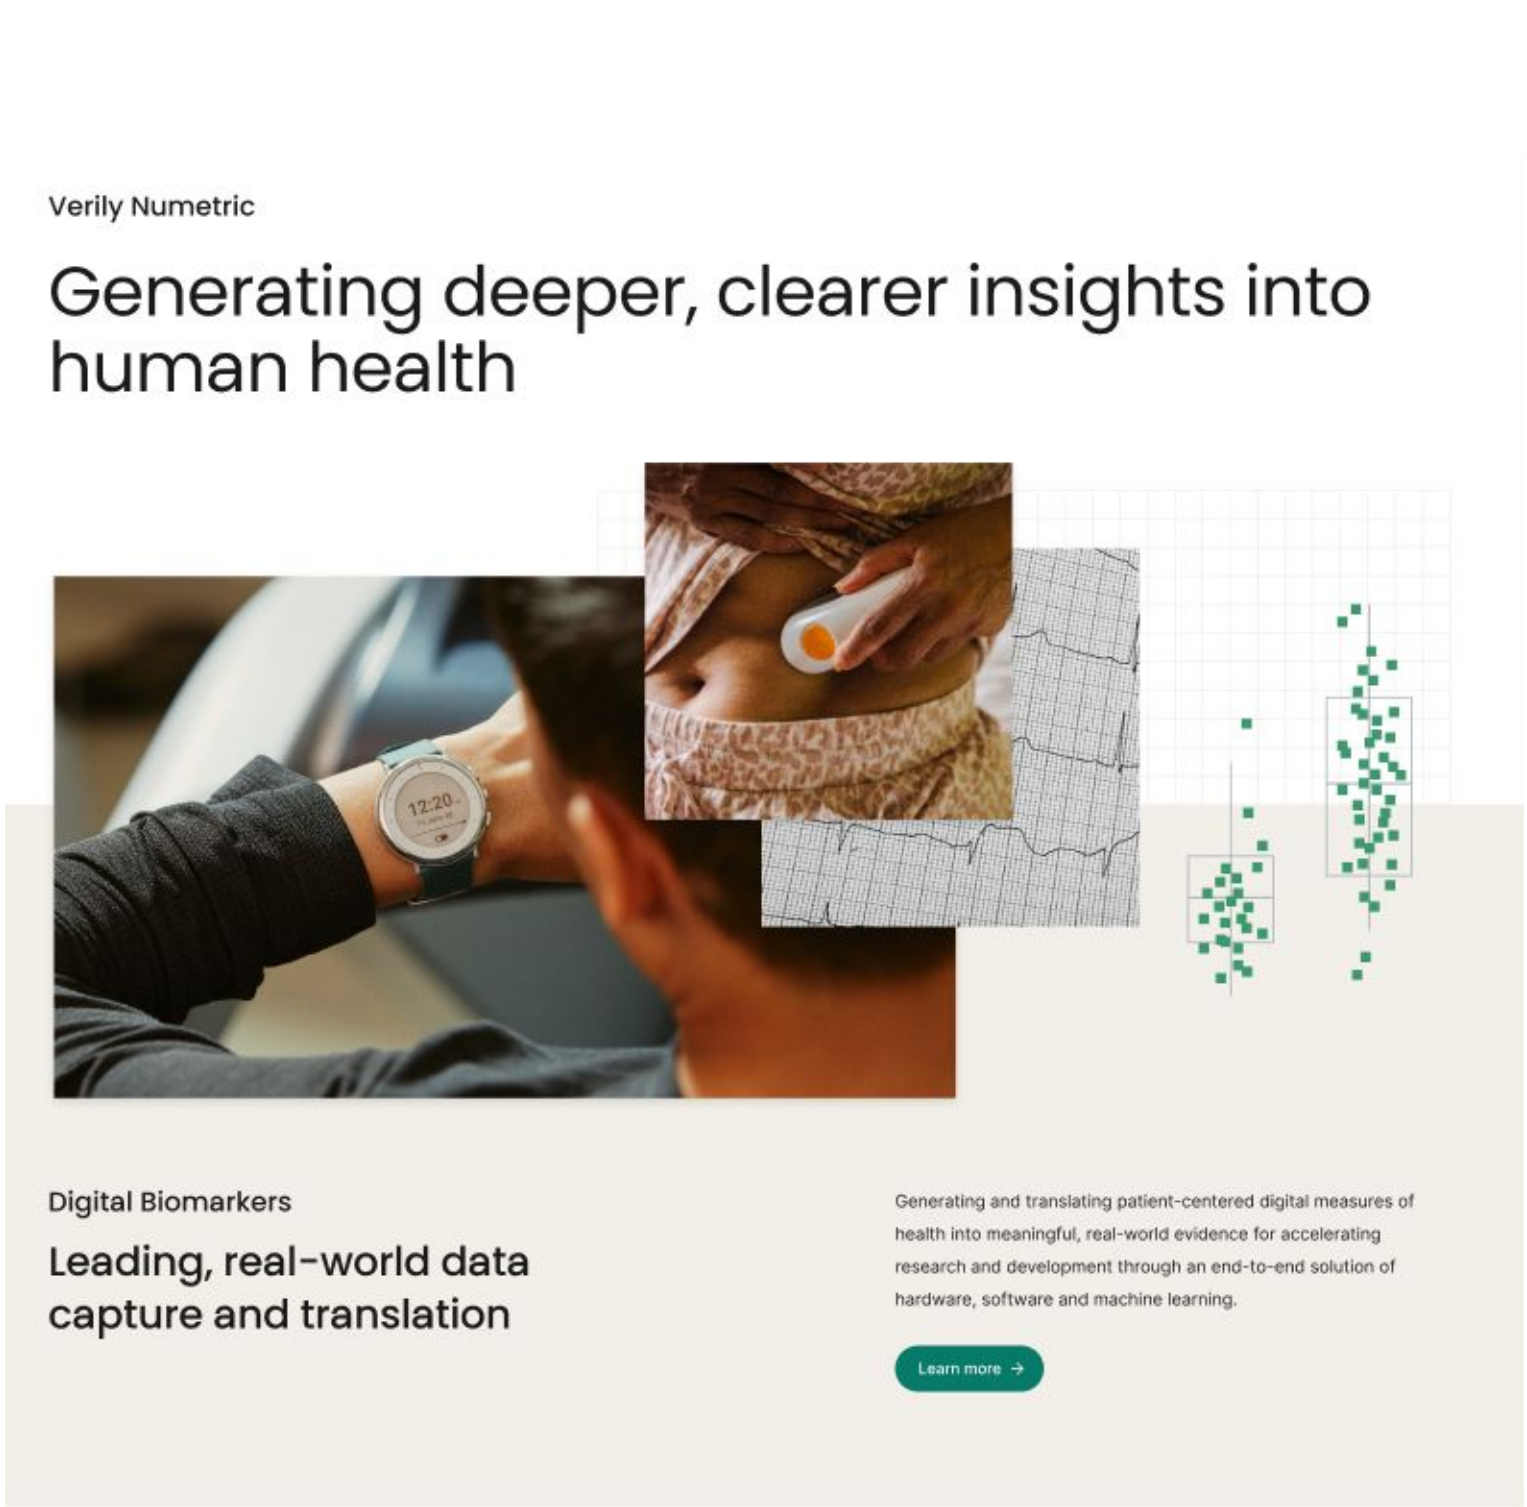 Verily Numetric
Generating deeper, clearer insights into
human health
12:20
Digital Biomarkers
Leading, real-world data
capture and translation
Generating and translating patient-centered digital measures of
health into meaningful, real-world evidence for accelerating
research and development through an end-to-end solution of
hardware, software and machine learning.
Learn more →